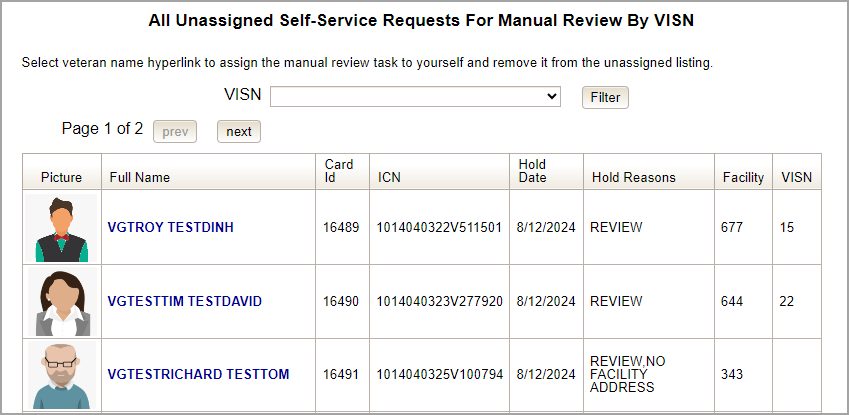 All Unassigned Self-Service Requests For Manual Review By VISN
Select veteran name hyperlink to assign the manual review task to yourself and remove it from the unassigned listing.
VISN Filter
Page 1 of 2 prev next
Picture Full Name Card Id ICN Hold Date Hold Reasons Facility VISN
VGTROY TESTDINH 16489 1014040322V511501 8/12/2024 REVIEW 677 15
VGTESTTIM TESTDAVID 16490 1014040323V277920 8/12/2024 REVIEW 644 22
VGTESTRICHARD TESTTOM 16491 1014040325V100794 8/12/2024 REVIEW,NO FACILITY ADDRESS 343